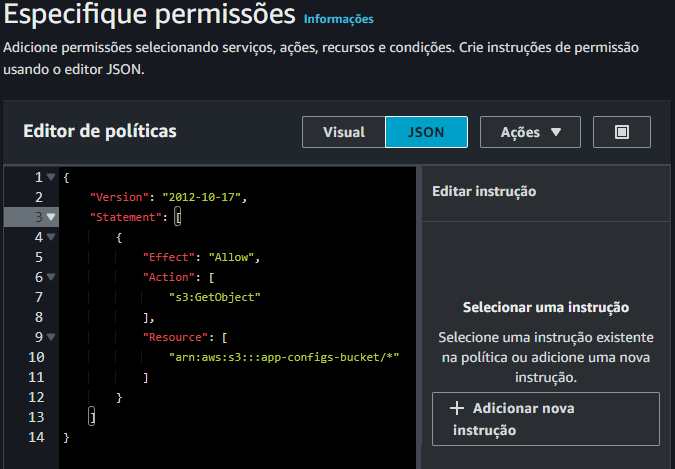 Especifique permissões Informações
Adicione permissões selecionando serviços, ações, recursos e condições. Crie instruções de permissão
usando o editor JSON.
Editor de políticas
Visual
JSON
Ações
1 {
2 "Version": "2012-10-17",
3 "Statement": [
4 {
5 "Effect": "Allow",
6 "Action": [
7 "s3:GetObject"
8 ],
9 "Resource": [
10 "arn:aws:s3:::app-configs-bucket/*"
11 ]
12 }
13 ]
14 }
Editar instrução
Selecionar uma instrução
Selecione uma instrução existente
na política ou adicione uma nova
instrução.
+ Adicionar nova
instrução